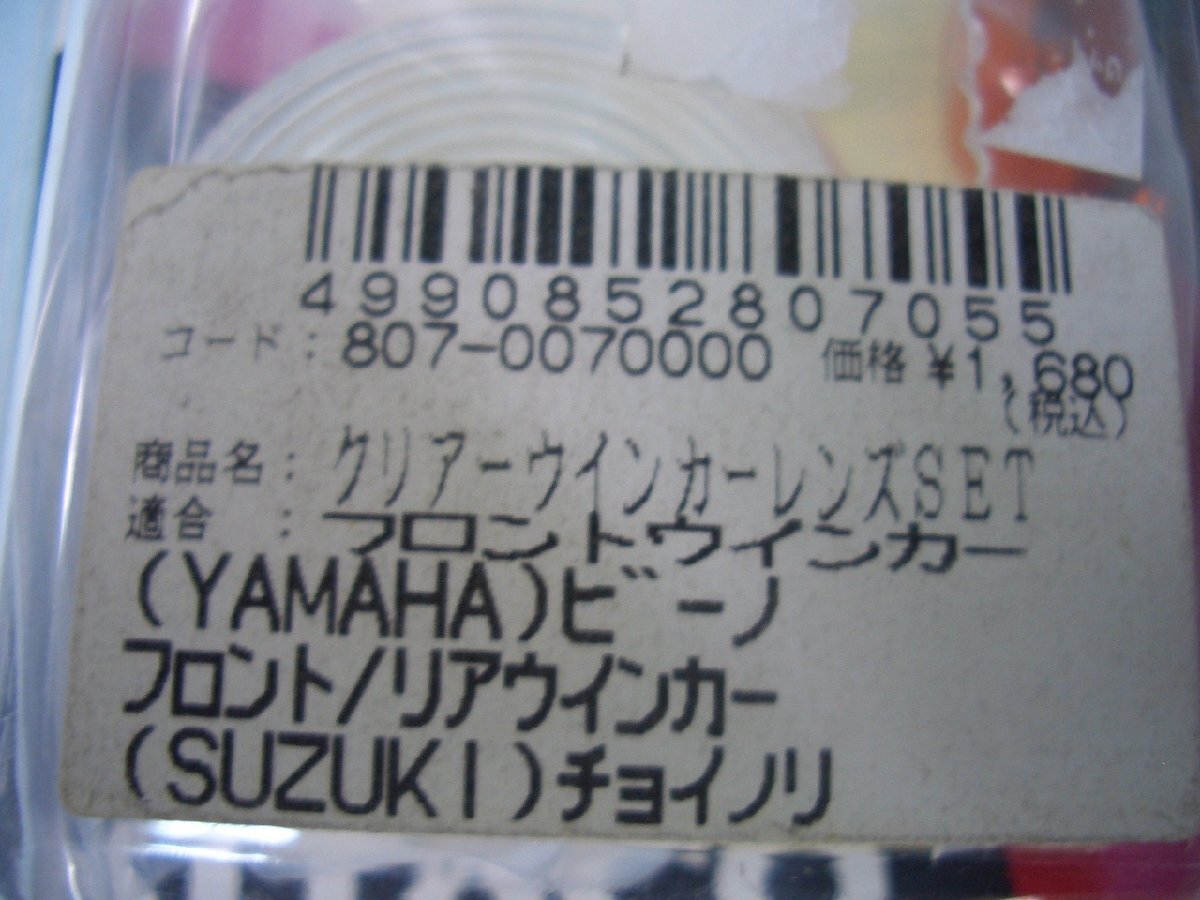 4990852807055
コード：807-0070000 価格 ¥1,680
(税込)
商品名：クリアーウインカーレンズSET
適合 ：フロントウインカー
(YAMAHA)ビーノ
フロント/リアウインカー
(SUZUKI)チョイノリ